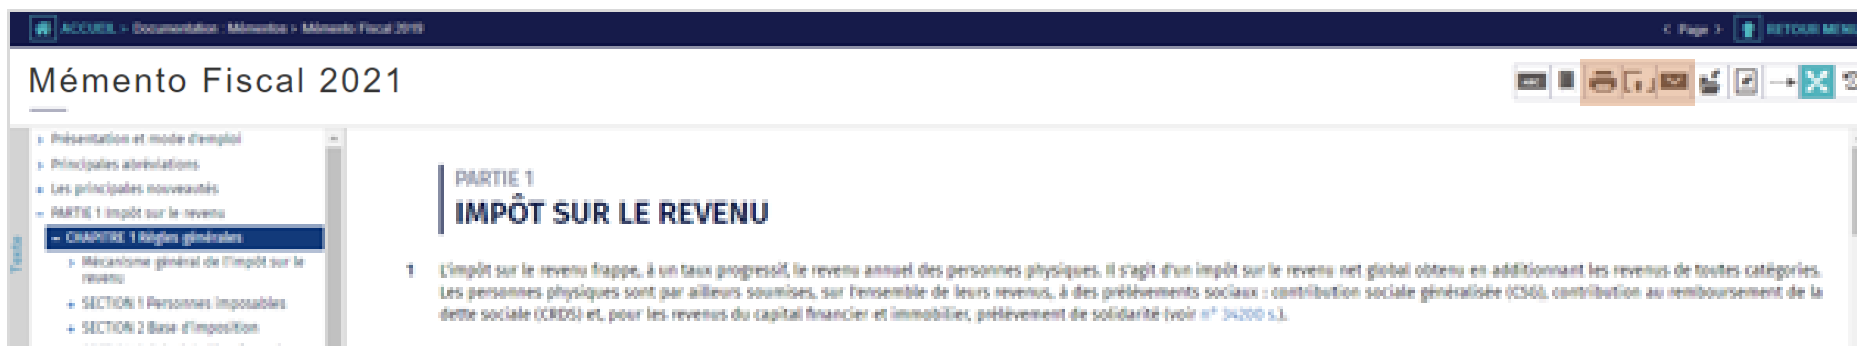 ACCUEIL > Documentation : Mémentos > Mémento Fiscal 2019
< Page > RETOUR MENU
Mémento Fiscal 2021
Présentation et mode d'emploi
Principales abréviations
Les principales nouveautés
PARTIE 1 Impôt sur le revenu
CHAPITRE 1 Règles générales
Mécanisme général de l'impôt sur le
revenu
SECTION 1 Personnes imposables
SECTION 2 Base d'imposition
Texte
PARTIE 1
IMPÔT SUR LE REVENU
1 L'impôt sur le revenu frappe, à un taux progressif, le revenu annuel des personnes physiques. Il s'agit d'un impôt sur le revenu net global obtenu en additionnant les revenus de toutes catégories.
Les personnes physiques sont par ailleurs soumises, sur l'ensemble de leurs revenus, à des prélèvements sociaux : contribution sociale généralisée (CSG), contribution au remboursement de la
dette sociale (CRDS) et, pour les revenus du capital financier et immobilier, prélèvement de solidarité (voir n° 34200 s.).